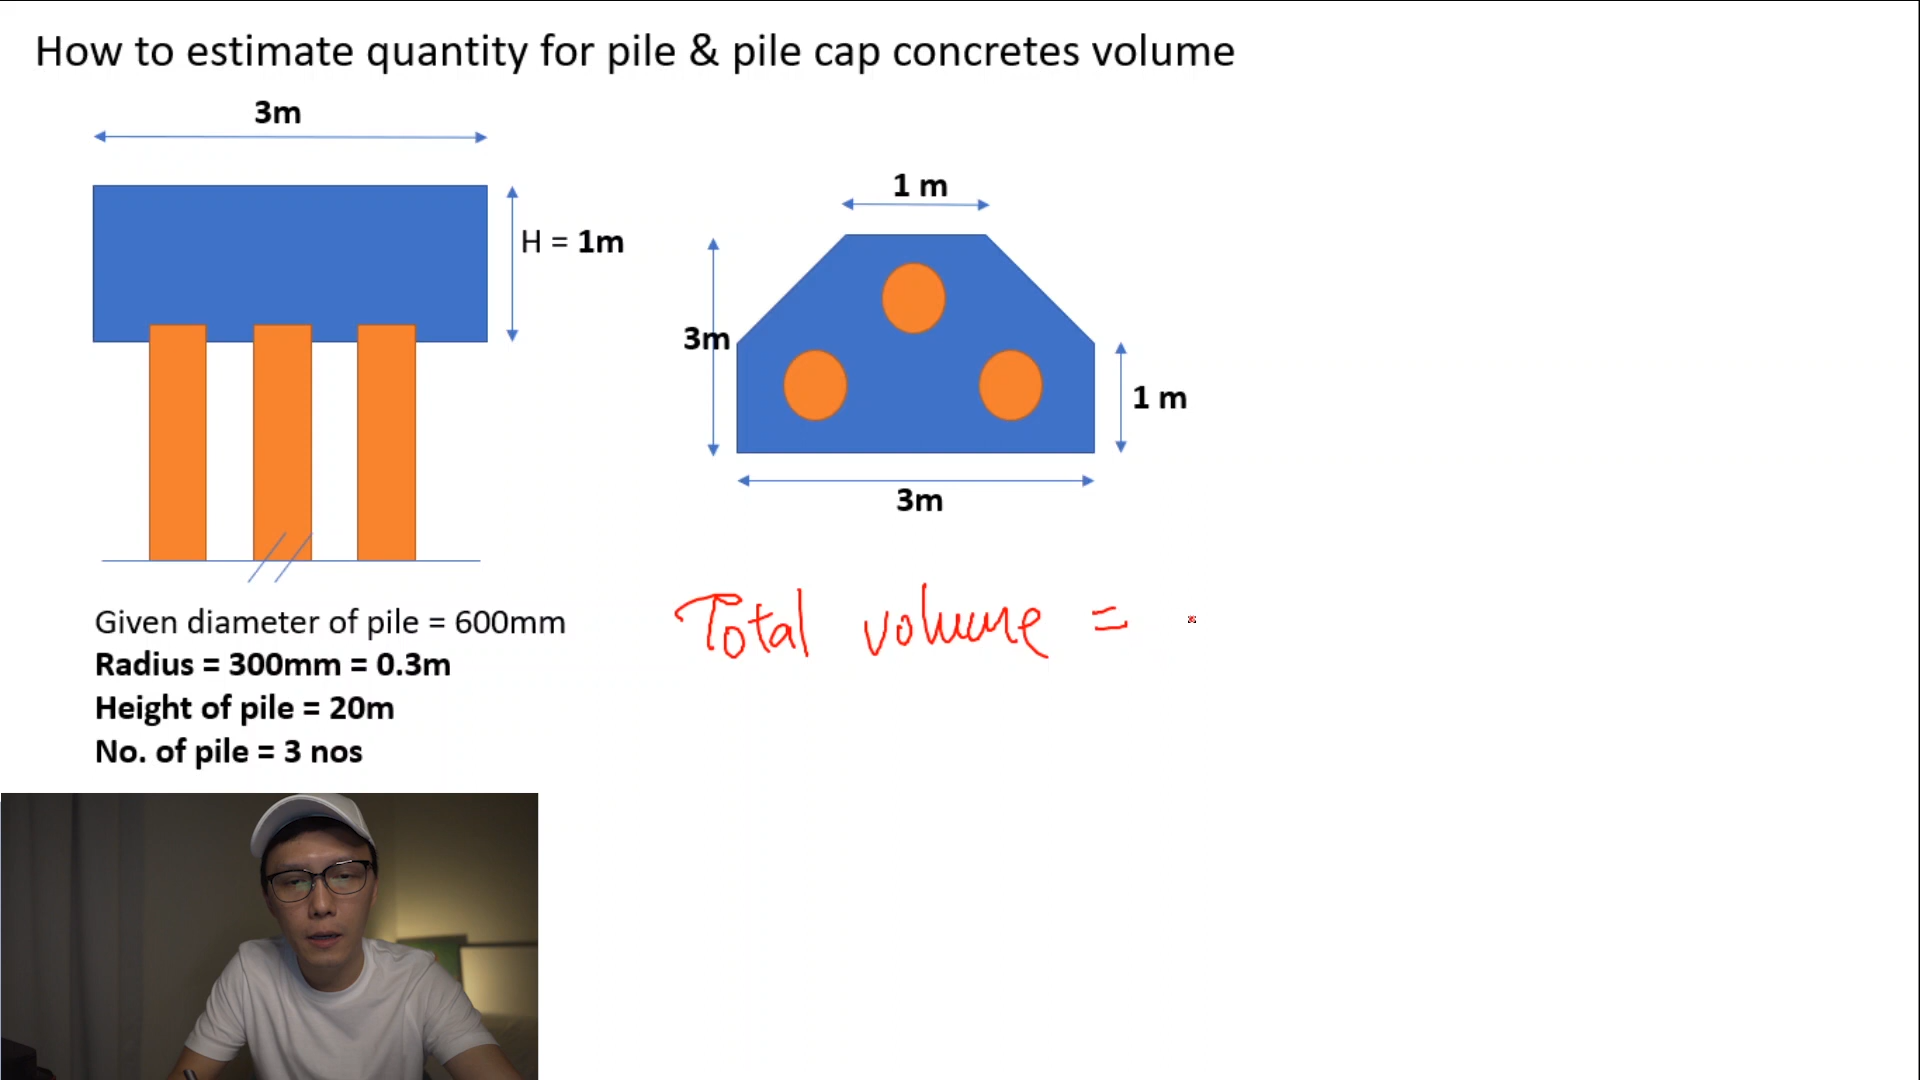 How to estimate quantity for pile & pile cap concretes volume
3m
H = 1m
1 m
3m
1 m
3m
Given diameter of pile = 600mm
Radius = 300mm = 0.3m
Height of pile = 20m
No. of pile = 3 nos
Total volume =